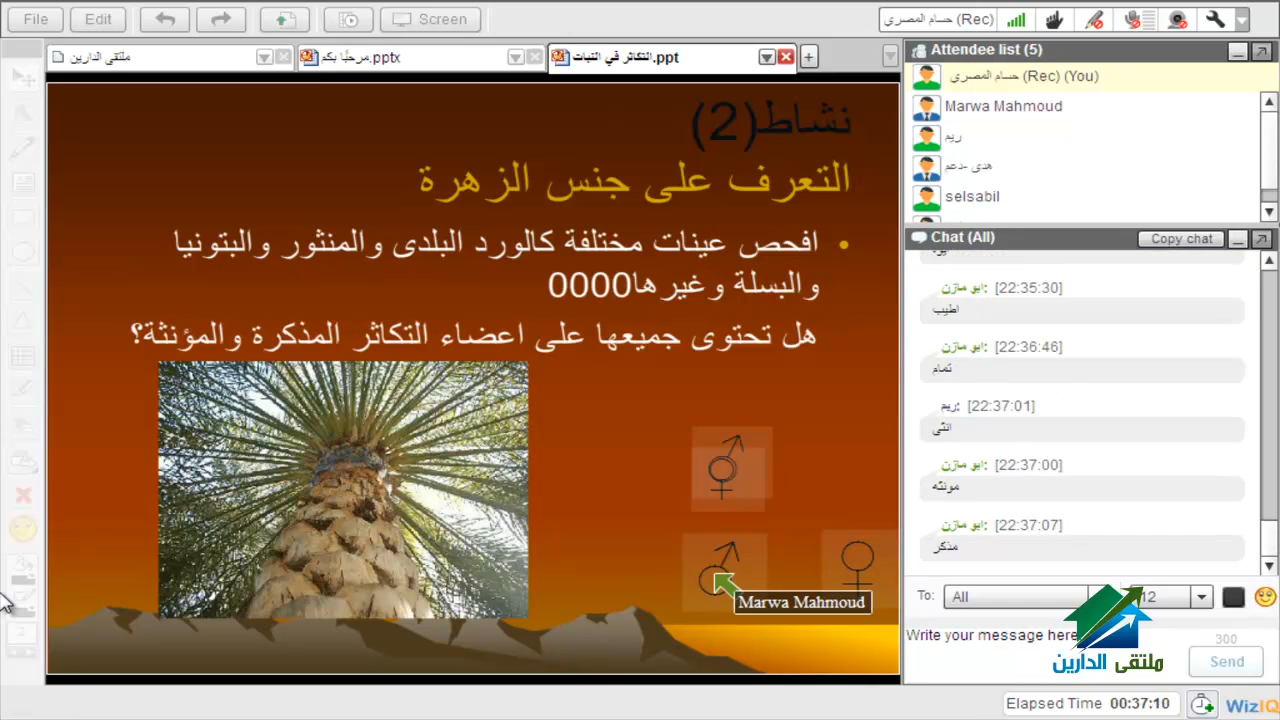 File
Edit
Screen
حسام المصري (Rec)
ملتقى الدارين
مرحبًا بكم.pptx
التكاثر في النبات.ppt
نشاط(2)
التعرف على جنس الزهرة
افحص عينات مختلفة كالورد البلدى والمنثور والبتونيا
والبسلة وغيرها0000
هل تحتوى جميعها على اعضاء التكاثر المذكرة والمؤنثة؟
Marwa Mahmoud
Attendee list (5)
حسام المصري (Rec) (You)
Marwa Mahmoud
ريم
هدى -دعم
selsabil
Chat (All)
Copy chat
ابو مازن: [22:35:30]
اطيب
ابو مازن: [22:36:46]
تمام
ريم: [22:37:01]
انثى
ابو مازن: [22:37:00]
مونثه
ابو مازن: [22:37:07]
مذكر
To:
All
12
Write your message here
300
Send
ملتقى الدارين
Elapsed Time 00:37:10
WizIQ